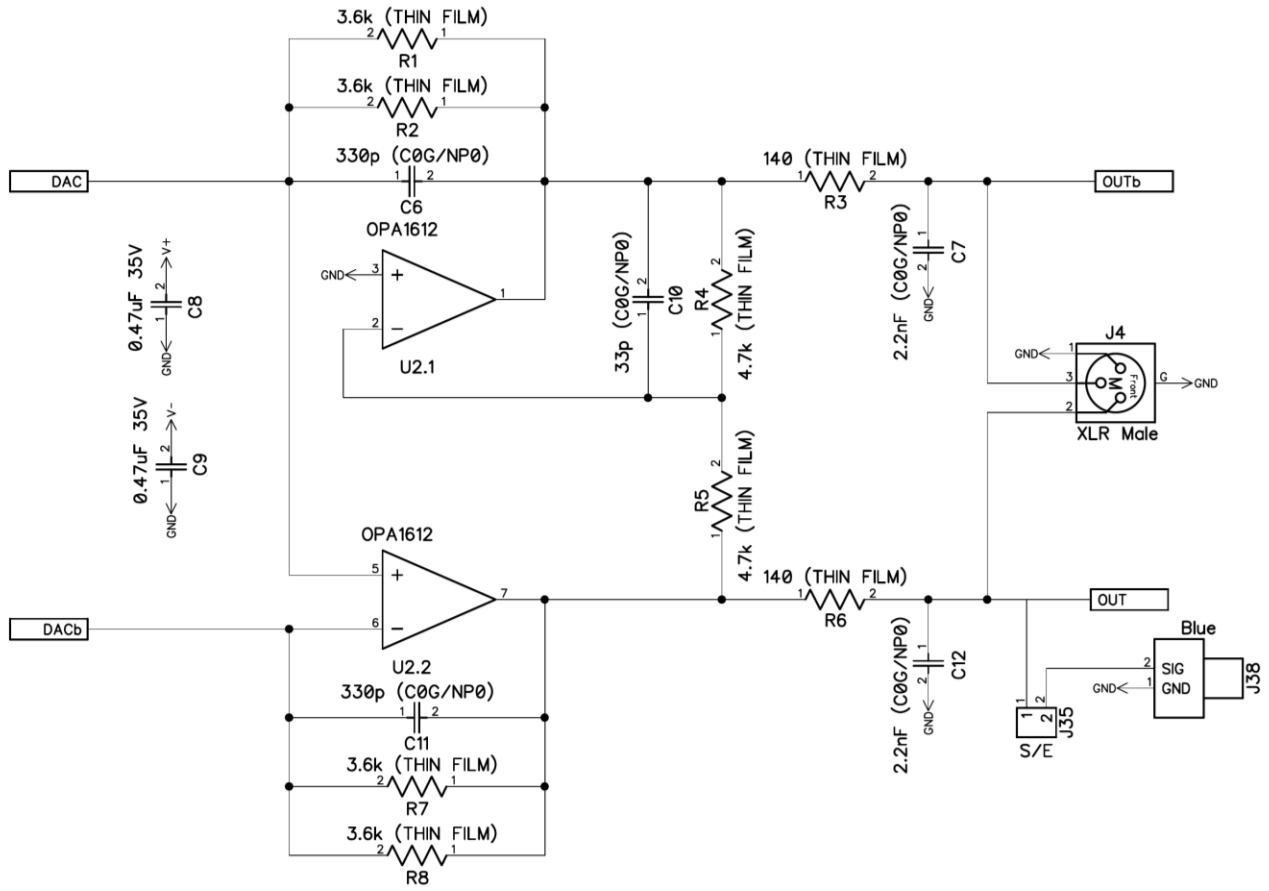 3.6k (THIN FILM)
2 1
R1
3.6k (THIN FILM)
2 1
R2
330p (C0G/NP0)
1 2
C6
DAC
OPA1612
GND 3 +
1
2 −
U2.1
0.47uF 35V
V+
2
1
C8
GND
0.47uF 35V
V-
2
1
C9
GND
33p (C0G/NP0)
2
1
C10
R4
2
1
4.7k (THIN FILM)
140 (THIN FILM)
1 2
R3
OUTb
2.2nF (C0G/NP0)
1
2
C7
GND
J4
GND 1
3
2
G GND
M
Front
XLR Male
R5
2
1
4.7k (THIN FILM)
OPA1612
5 +
7
6 −
DACb
U2.2
330p (C0G/NP0)
1 2
C11
3.6k (THIN FILM)
2 1
R7
3.6k (THIN FILM)
2 1
R8
140 (THIN FILM)
1 2
R6
OUT
2.2nF (C0G/NP0)
1
2
C12
GND
Blue
2 SIG
GND 1 GND
J38
1 2
1 2
J35
S/E